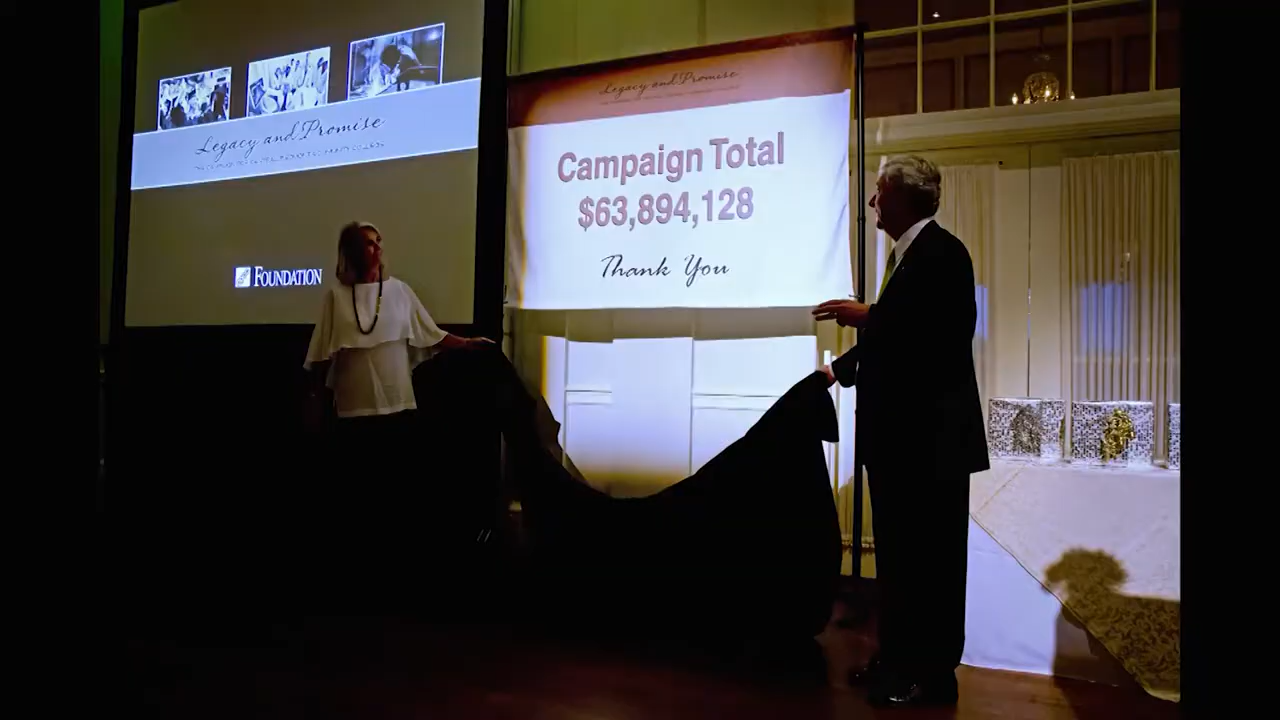 Legacy and Promise
FOUNDATION
Legacy and Promise
Campaign Total
$63,894,128
Thank You